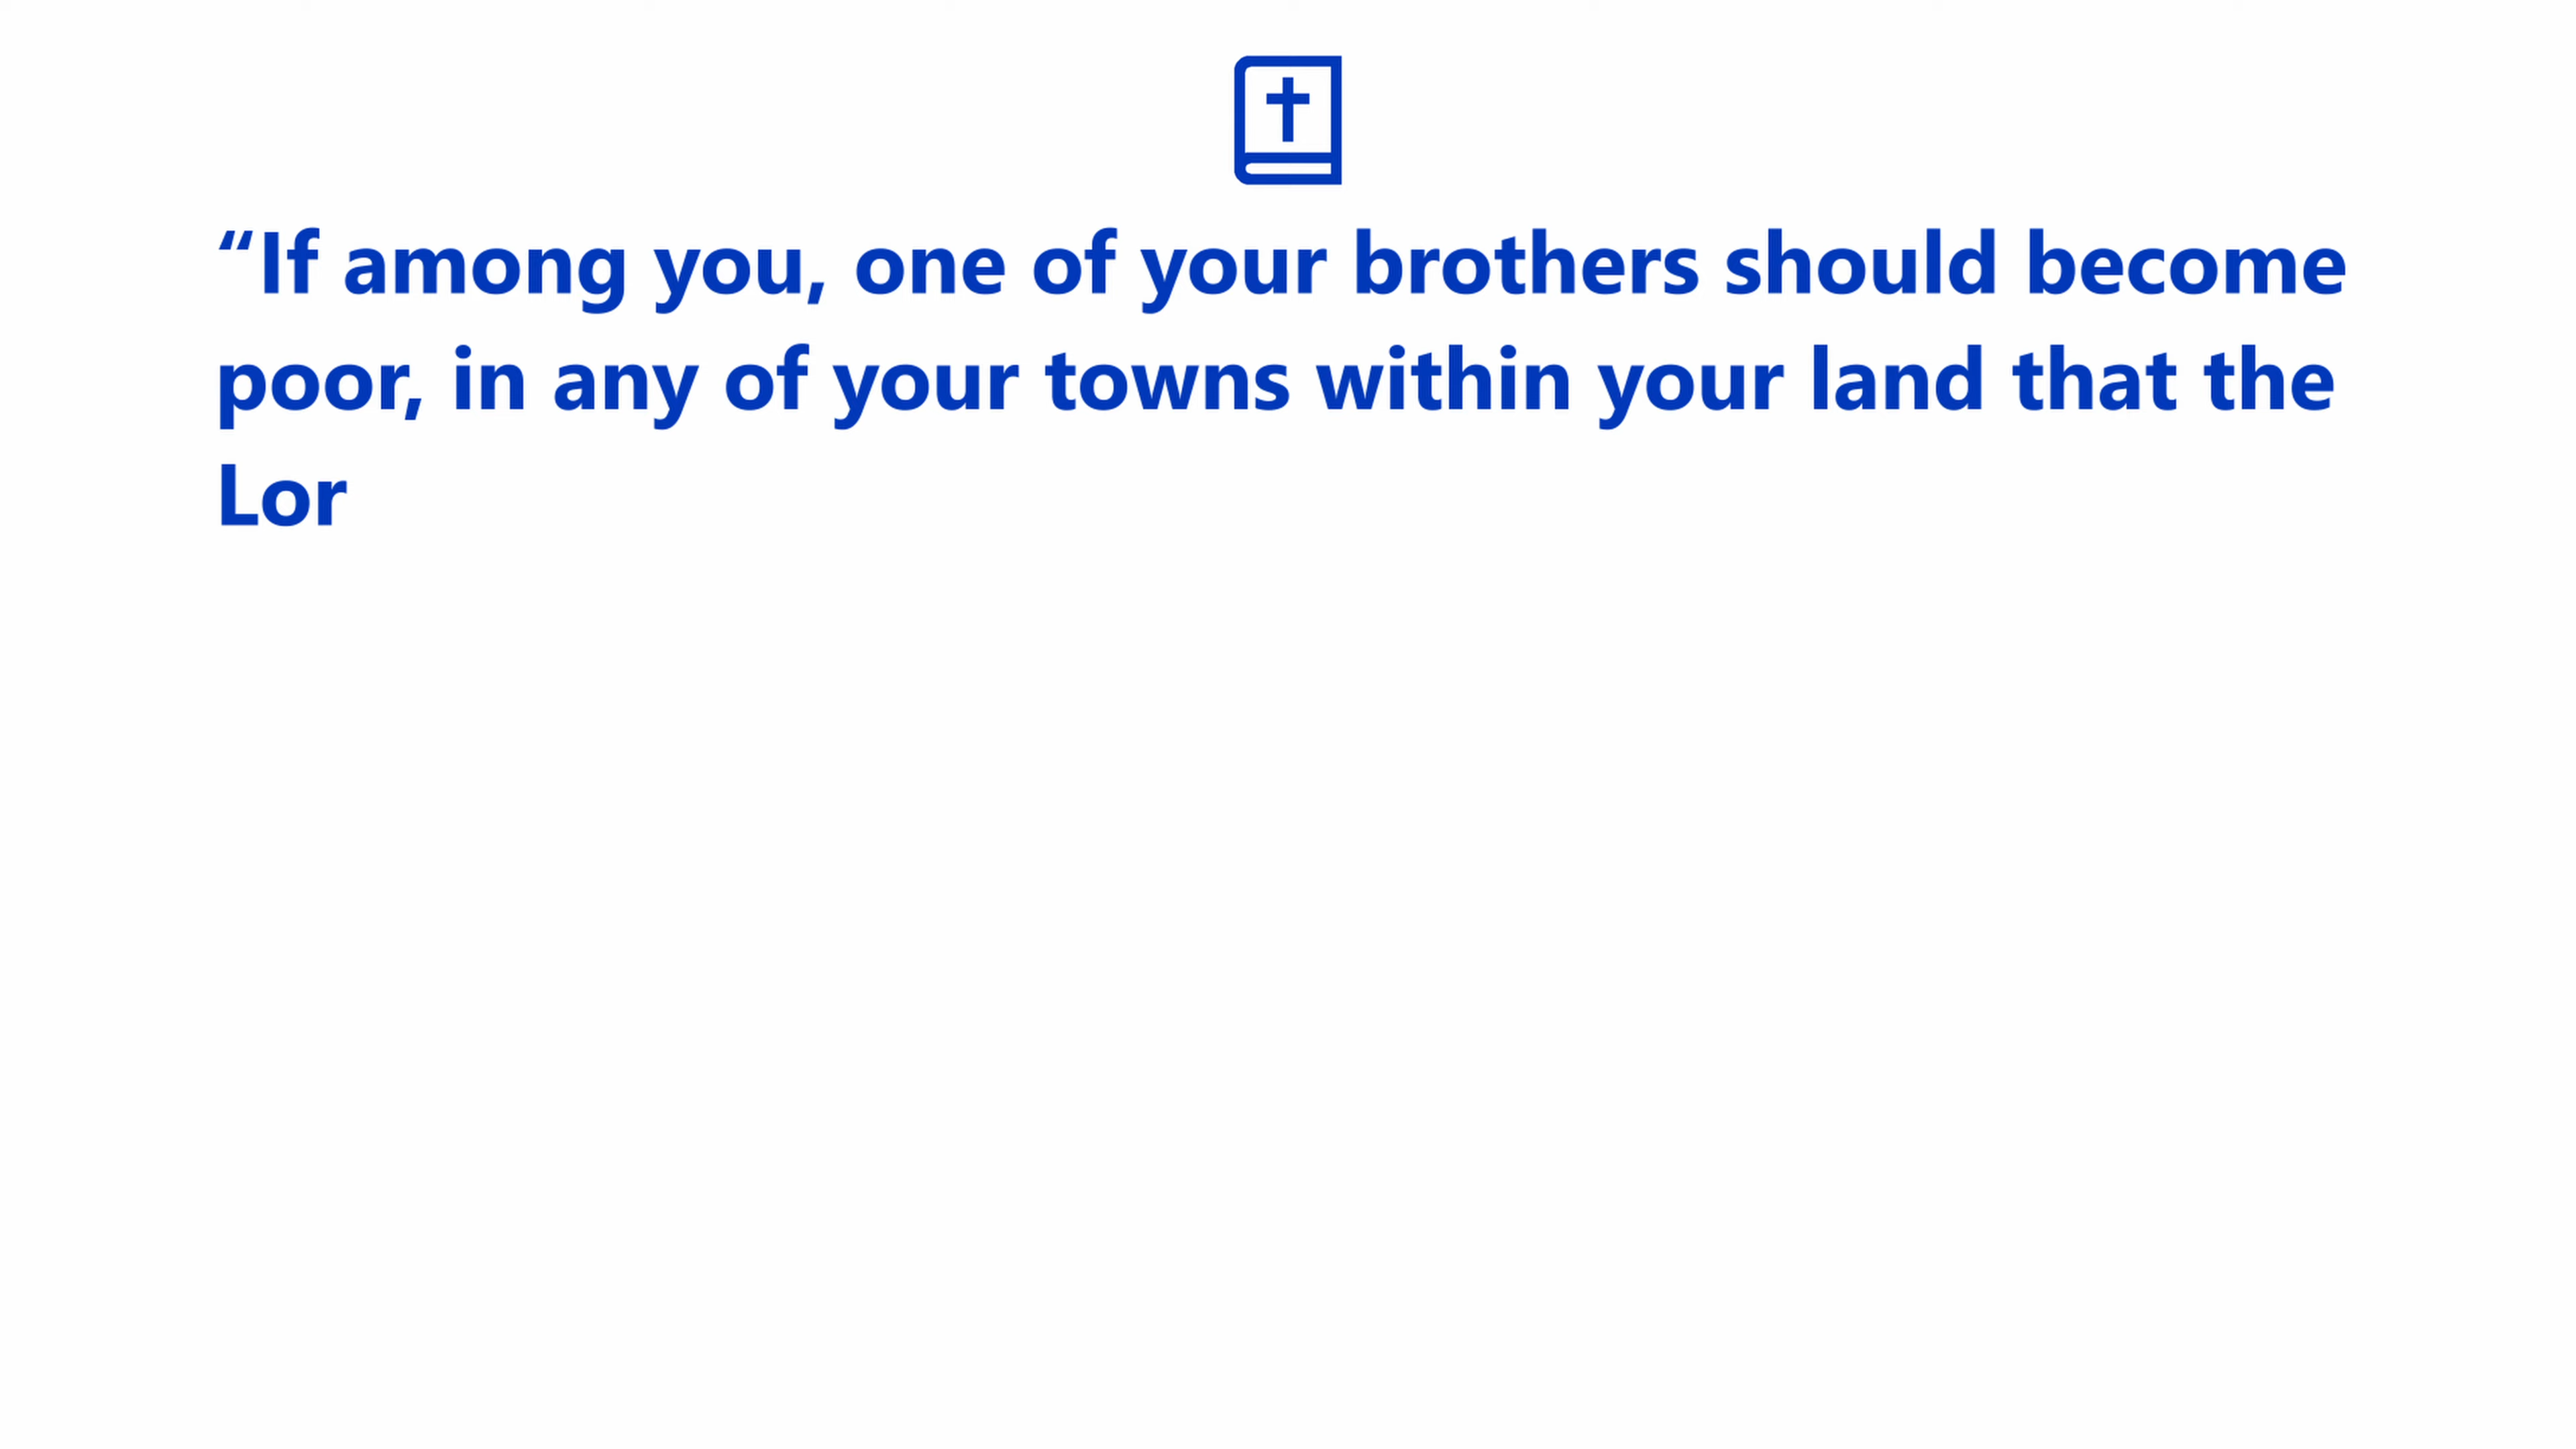 “If among you, one of your brothers should become
poor, in any of your towns within your land that the
Lor